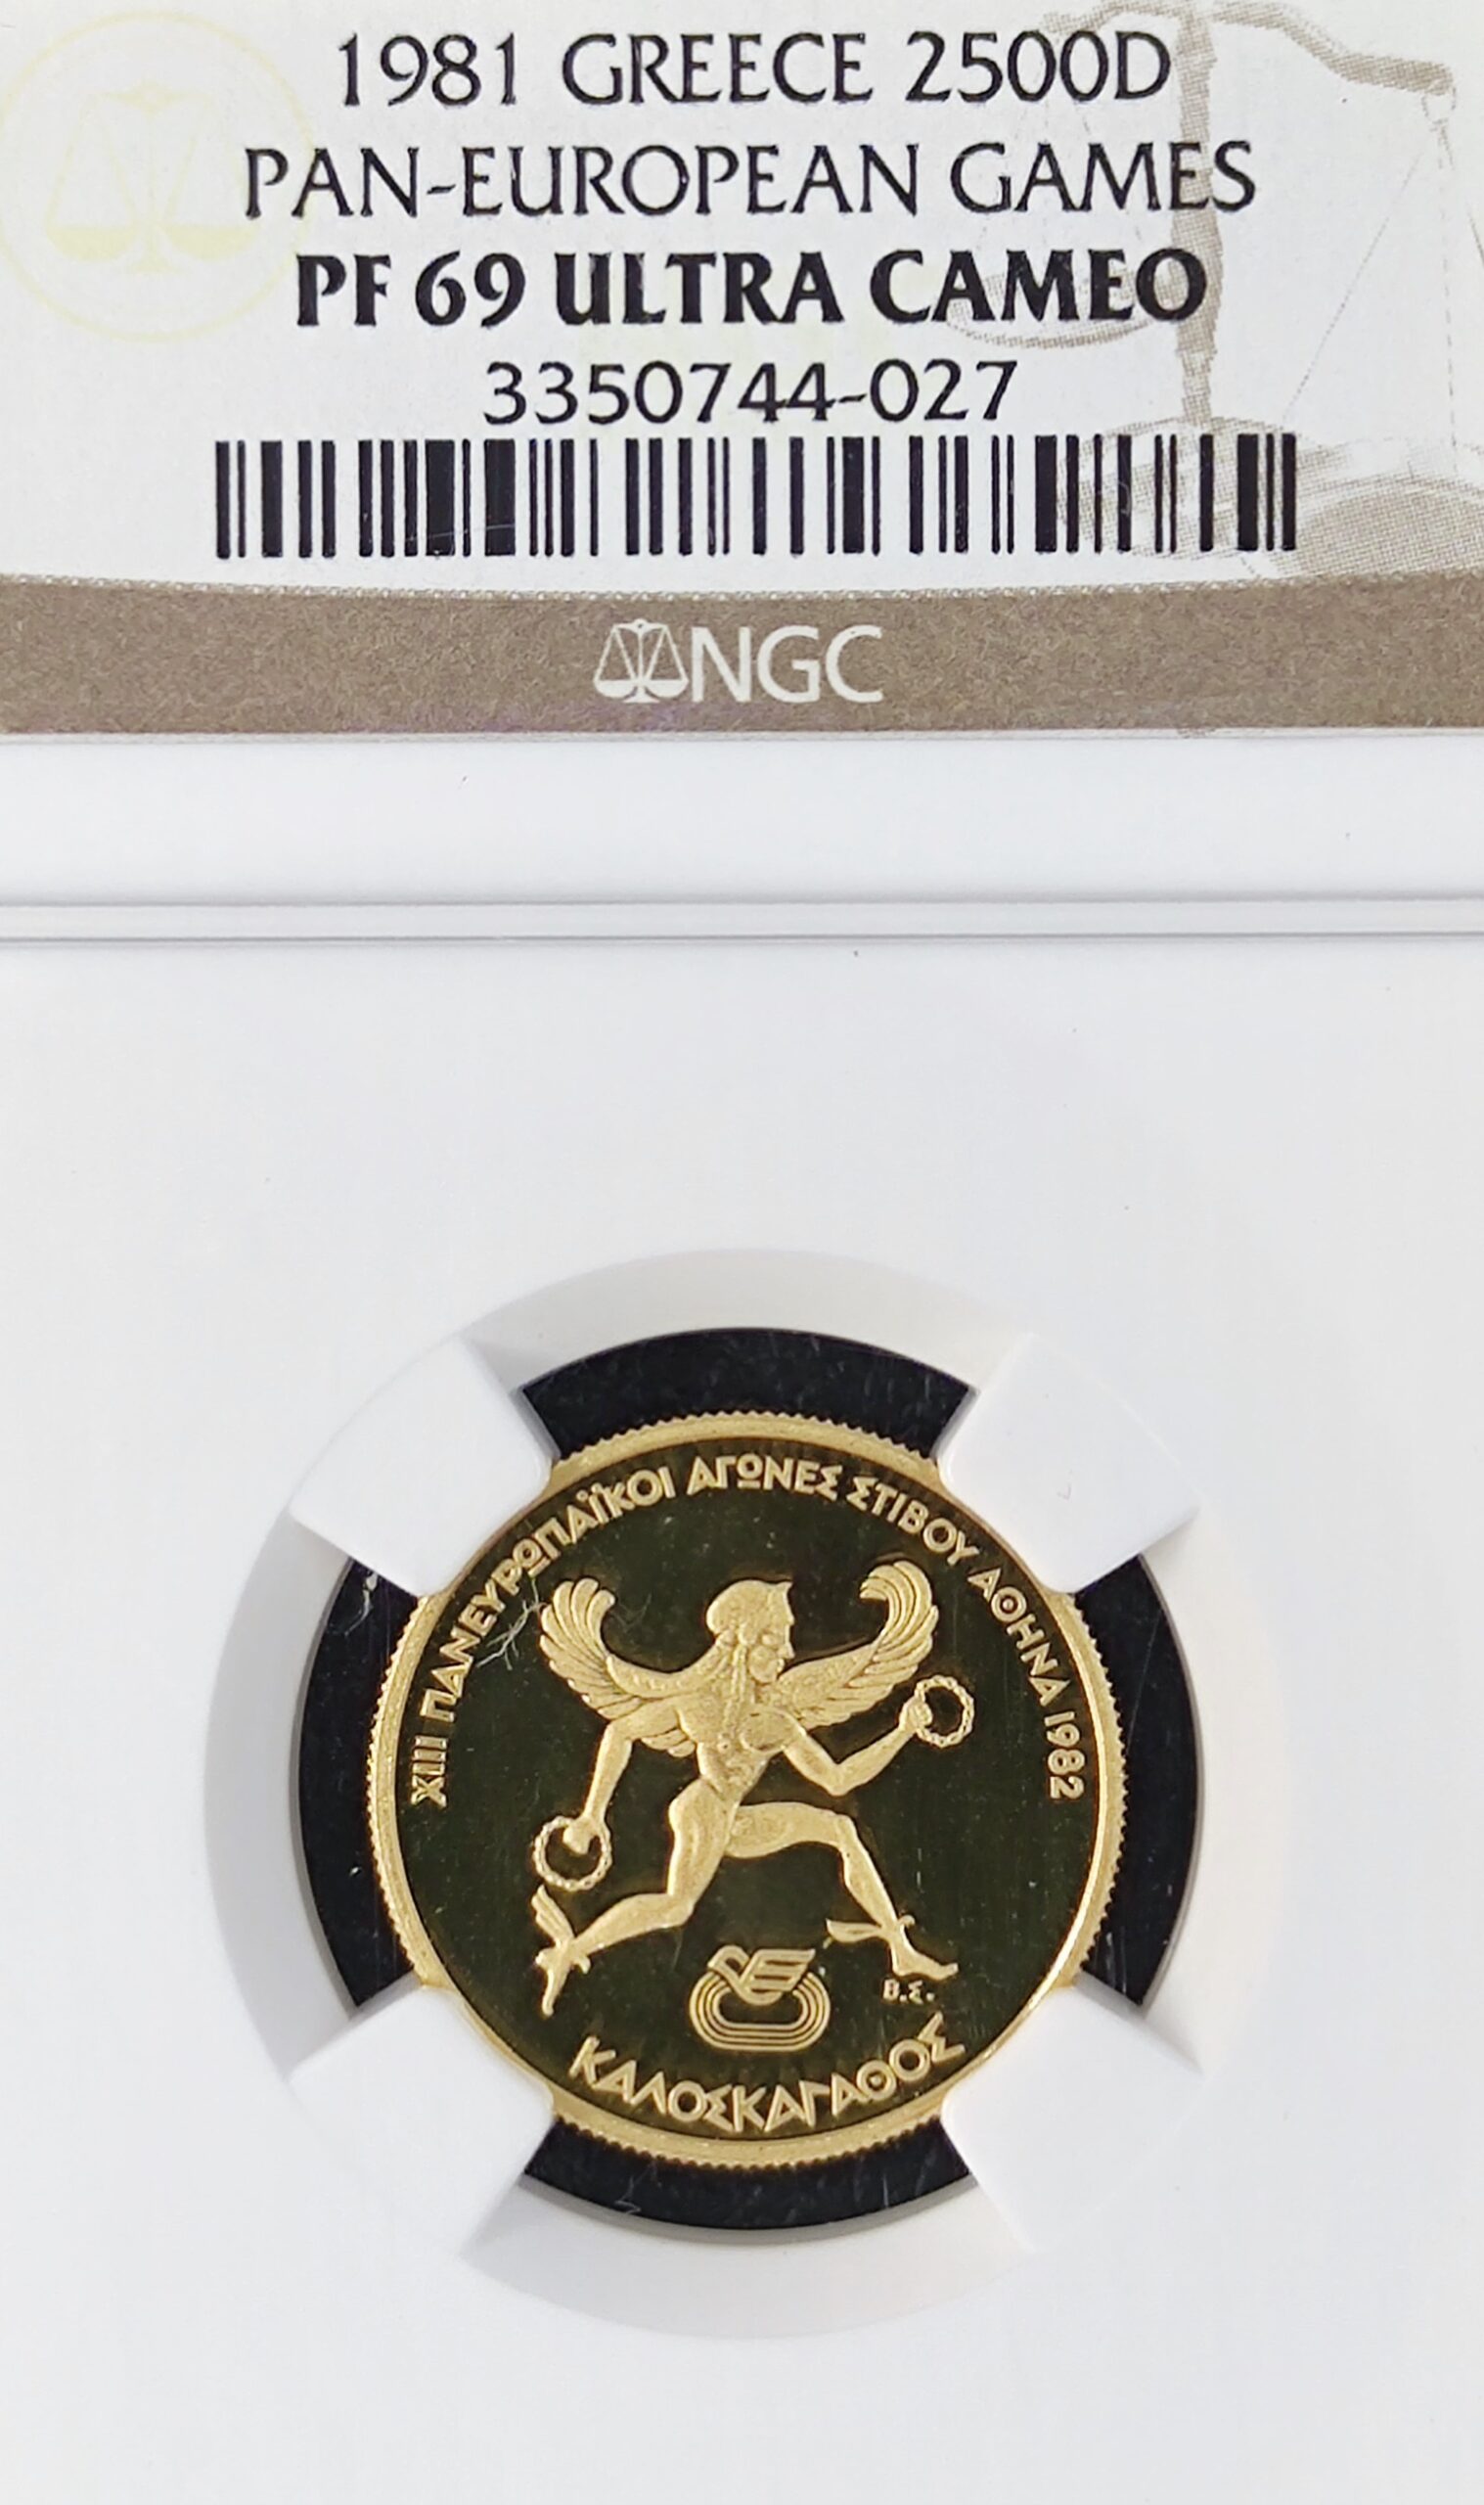 1981 GREECE 2500D
PAN-EUROPEAN GAMES
PF 69 ULTRA CAMEO
3350744-027
NGC
XIII ΠΑΝΕΥΡΩΠΑΪΚΟΙ ΑΓΩΝΕΣ ΣΤΙΒΟΥ ΑΘΗΝΑ 1982
Β.Σ.
ΚΑΛΟΣΚΑΓΑΘΟΣ